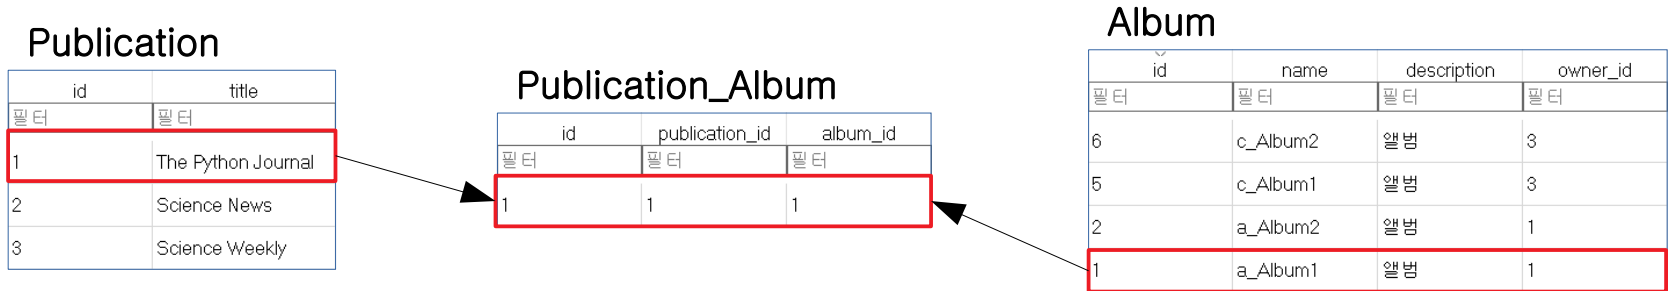 Publication
id title
필터 필터
1 The Python Journal
2 Science News
3 Science Weekly
Publication_Album
id publication_id album_id
필터 필터 필터
1 1 1
Album
id name description owner_id
필터 필터 필터 필터
6 c_Album2 앨범 3
5 c_Album1 앨범 3
2 a_Album2 앨범 1
1 a_Album1 앨범 1